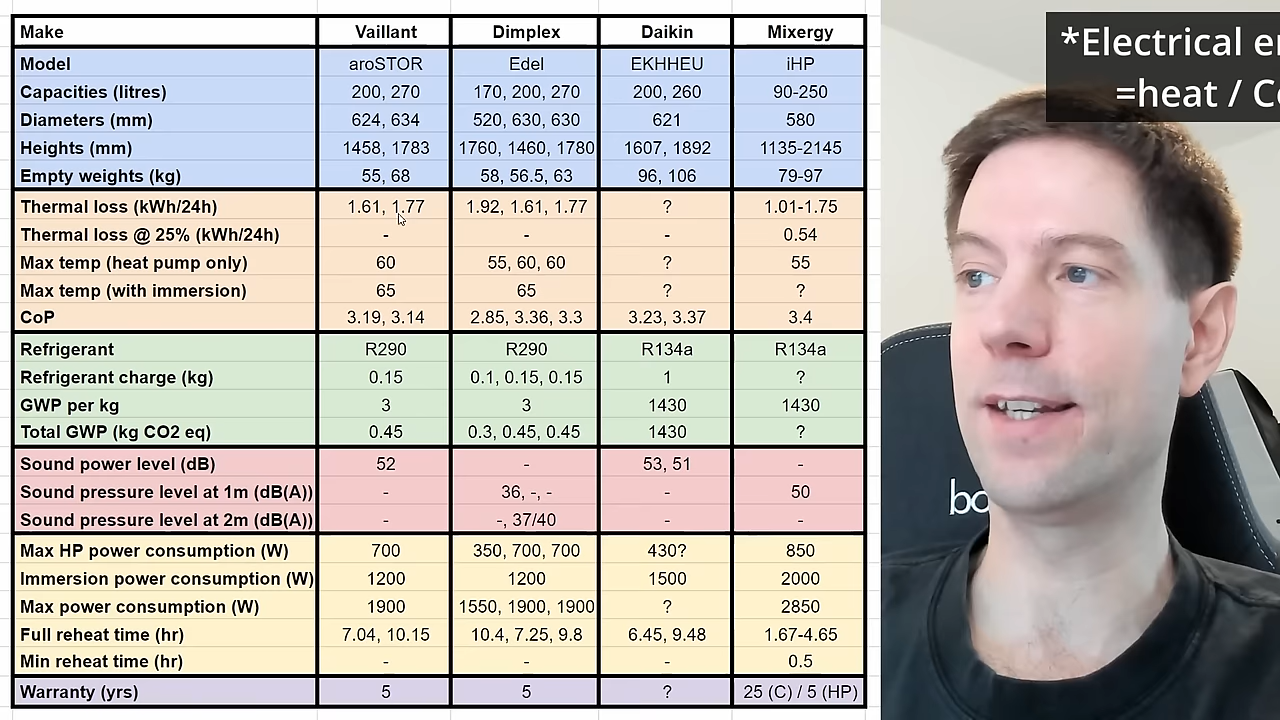 Make Vaillant Dimplex Daikin Mixergy
Model aroSTOR Edel EKHHEU iHP
Capacities (litres) 200, 270 170, 200, 270 200, 260 90-250
Diameters (mm) 624, 634 520, 630, 630 621 580
Heights (mm) 1458, 1783 1760, 1460, 1780 1607, 1892 1135-2145
Empty weights (kg) 55, 68 58, 56.5, 63 96, 106 79-97
Thermal loss (kWh/24h) 1.61, 1.77 1.92, 1.61, 1.77 ? 1.01-1.75
Thermal loss @ 25% (kWh/24h) - - - 0.54
Max temp (heat pump only) 60 55, 60, 60 ? 55
Max temp (with immersion) 65 65 ? ?
CoP 3.19, 3.14 2.85, 3.36, 3.3 3.23, 3.37 3.4
Refrigerant R290 R290 R134a R134a
Refrigerant charge (kg) 0.15 0.1, 0.15, 0.15 1 ?
GWP per kg 3 3 1430 1430
Total GWP (kg CO2 eq) 0.45 0.3, 0.45, 0.45 1430 ?
Sound power level (dB) 52 - 53, 51 -
Sound pressure level at 1m (dB(A)) - 36, -, - - 50
Sound pressure level at 2m (dB(A)) - -, 37/40 - -
Max HP power consumption (W) 700 350, 700, 700 430? 850
Immersion power consumption (W) 1200 1200 1500 2000
Max power consumption (W) 1900 1550, 1900, 1900 ? 2850
Full reheat time (hr) 7.04, 10.15 10.4, 7.25, 9.8 6.45, 9.48 1.67-4.65
Min reheat time (hr) - - - 0.5
Warranty (yrs) 5 5 ? 25 (C) / 5 (HP)
*Electrical
=heat /